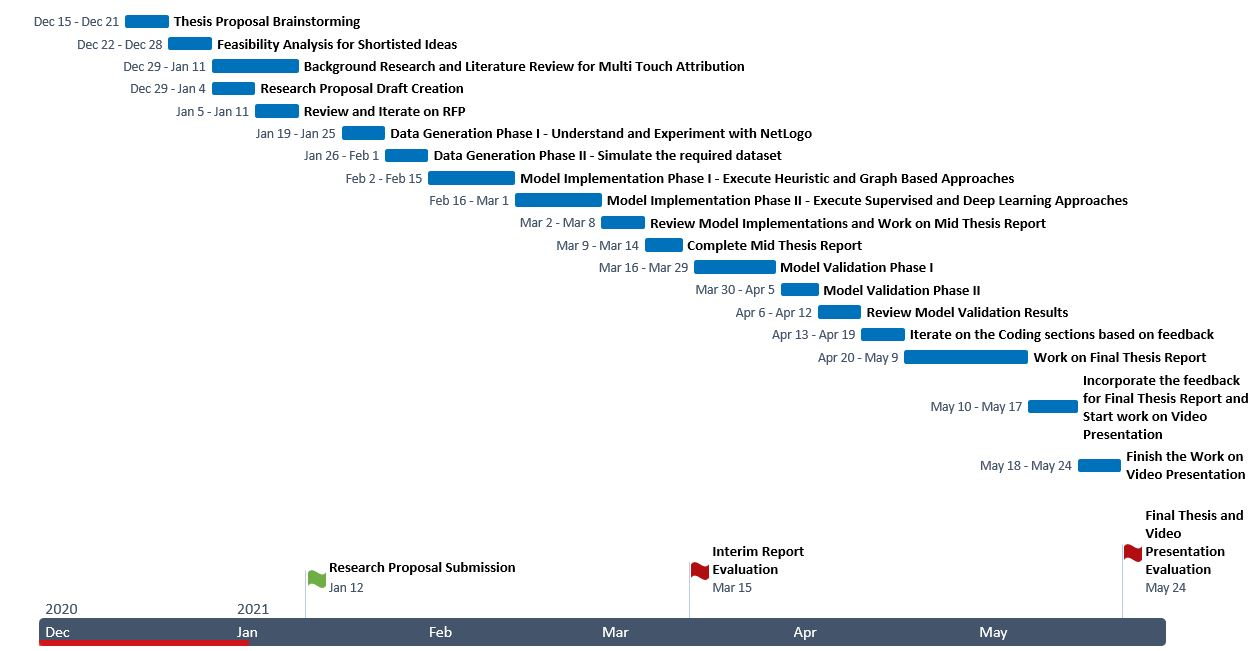 Dec 15 - Dec 21 Thesis Proposal Brainstorming
Dec 22 - Dec 28 Feasibility Analysis for Shortisted Ideas
Dec 29 - Jan 11 Background Research and Literature Review for Multi Touch Attribution
Dec 29 - Jan 4 Research Proposal Draft Creation
Jan 5 - Jan 11 Review and Iterate on RFP
Jan 19 - Jan 25 Data Generation Phase I - Understand and Experiment with NetLogo
Jan 26 - Feb 1 Data Generation Phase II - Simulate the required dataset
Feb 2 - Feb 15 Model Implementation Phase I - Execute Heuristic and Graph Based Approaches
Feb 16 - Mar 1 Model Implementation Phase II - Execute Supervised and Deep Learning Approaches
Mar 2 - Mar 8 Review Model Implementations and Work on Mid Thesis Report
Mar 9 - Mar 14 Complete Mid Thesis Report
Mar 16 - Mar 29 Model Validation Phase I
Mar 30 - Apr 5 Model Validation Phase II
Apr 6 - Apr 12 Review Model Validation Results
Apr 13 - Apr 19 Iterate on the Coding sections based on feedback
Apr 20 - May 9 Work on Final Thesis Report
May 10 - May 17 Incorporate the feedback
for Final Thesis Report and
Start work on Video
Presentation
May 18 - May 24 Finish the Work on
Video Presentation
Research Proposal Submission
Jan 12
Interim Report
Evaluation
Mar 15
Final Thesis and
Video
Presentation
Evaluation
May 24
2020 2021
Dec Jan Feb Mar Apr May